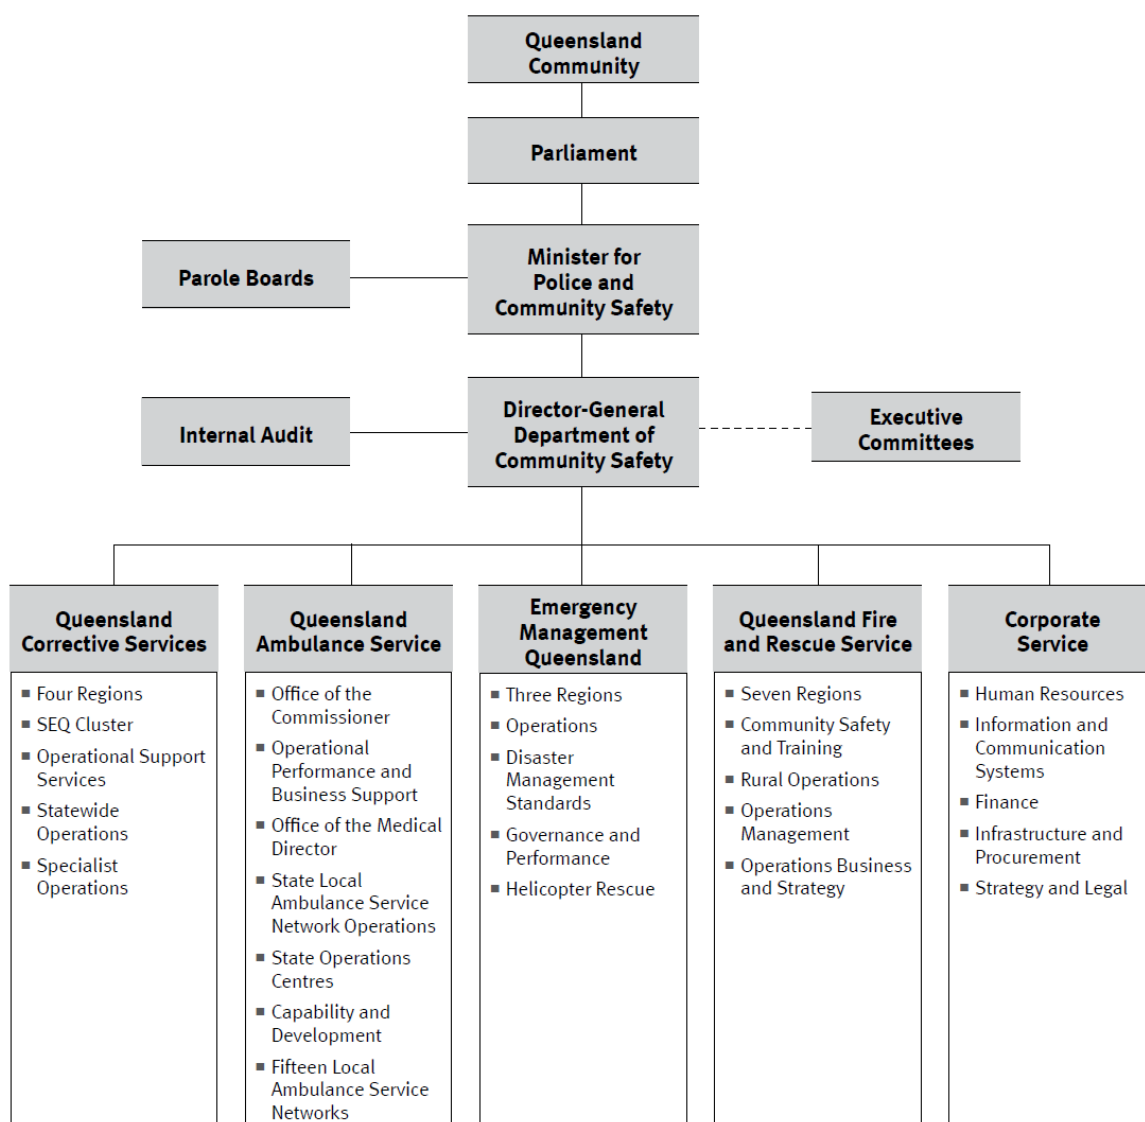 Queensland
Community
Parliament
Minister for
Police and
Community Safety
Parole Boards
Director-General
Department of
Community Safety
Internal Audit
Executive
Committees
Queensland
Corrective Services
■ Four Regions
■ SEQ Cluster
■ Operational Support
Services
■ Statewide
Operations
■ Specialist
Operations
Queensland
Ambulance Service
■ Office of the
Commissioner
■ Operational
Performance and
Business Support
■ Office of the Medical
Director
■ State Local
Ambulance Service
Network Operations
■ State Operations
Centres
■ Capability and
Development
■ Fifteen Local
Ambulance Service
Networks
Emergency
Management
Queensland
■ Three Regions
■ Operations
■ Disaster
Management
Standards
■ Governance and
Performance
■ Helicopter Rescue
Queensland Fire
and Rescue Service
■ Seven Regions
■ Community Safety
and Training
■ Rural Operations
■ Operations
Management
■ Operations Business
and Strategy
Corporate
Service
■ Human Resources
■ Information and
Communication
Systems
■ Finance
■ Infrastructure and
Procurement
■ Strategy and Legal